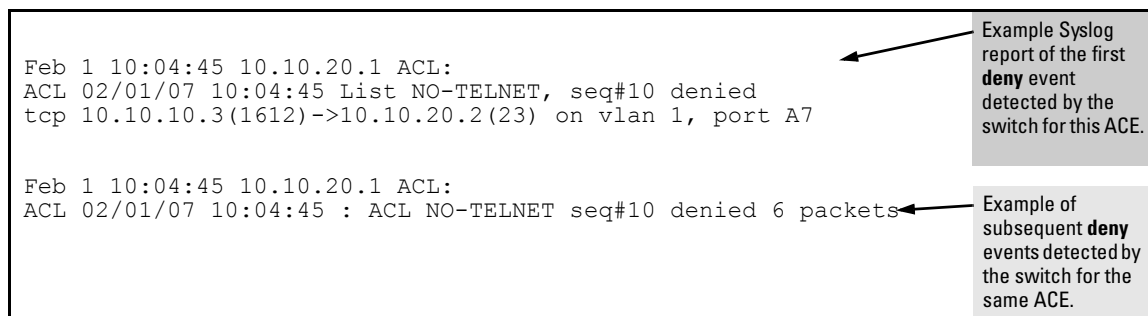 Feb 1 10:04:45 10.10.20.1 ACL:
ACL 02/01/07 10:04:45 List NO-TELNET, seq#10 denied
tcp 10.10.10.3(1612)->10.10.20.2(23) on vlan 1, port A7
Example Syslog
report of the first
deny event
detected by the
switch for this ACE.
Feb 1 10:04:45 10.10.20.1 ACL:
ACL 02/01/07 10:04:45 : ACL NO-TELNET seq#10 denied 6 packets
Example of
subsequent deny
events detected by
the switch for the
same ACE.